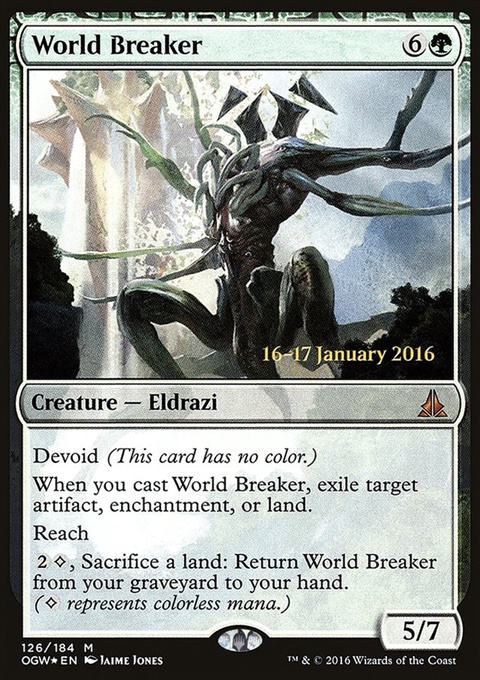 World Breaker 6
16–17 January 2016
Creature — Eldrazi
Devoid (This card has no color.)
When you cast World Breaker, exile target
artifact, enchantment, or land.
Reach
2◇, Sacrifice a land: Return World Breaker
from your graveyard to your hand.
(◇ represents colorless mana.)
5/7
126/184 M
OGW★EN Jaime Jones
™ & © 2016 Wizards of the Coast